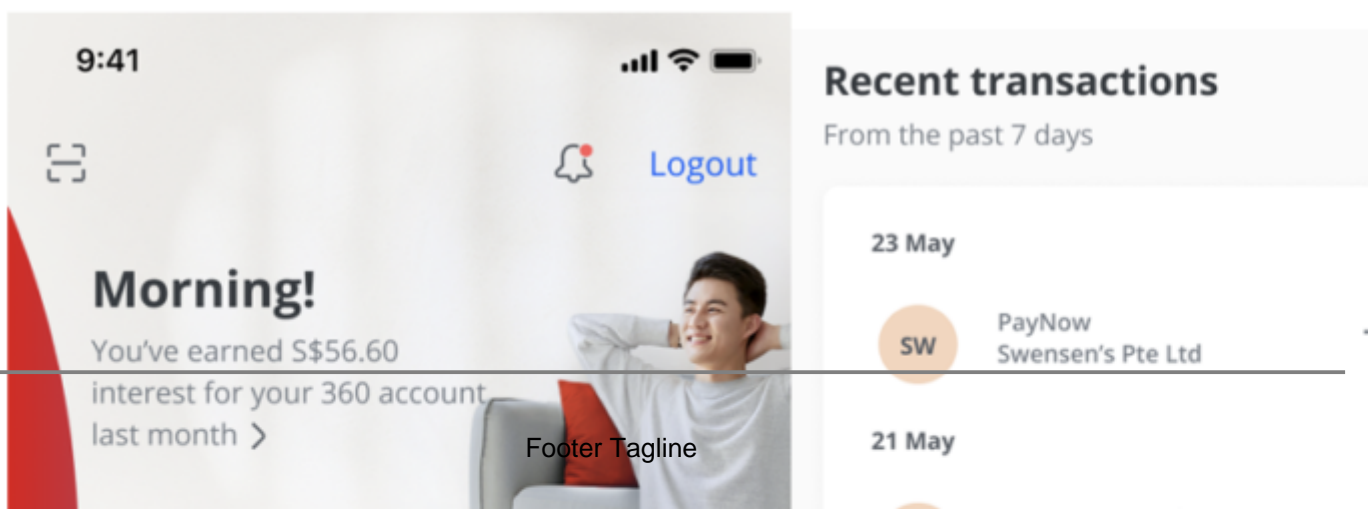 9:41
Logout
Morning!
You've earned S$56.60
interest for your 360 account
last month
Footer Tagline
Recent transactions
From the past 7 days
23 May
SW
PayNow
Swensen's Pte Ltd
21 May